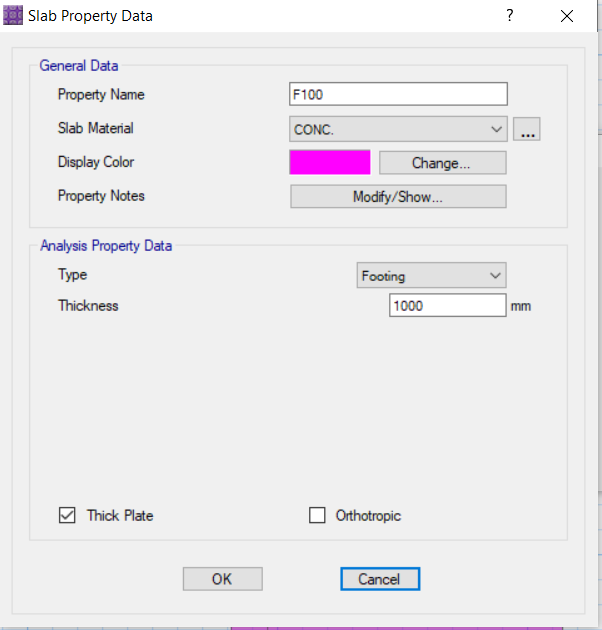 Slab Property Data ?
General Data
Property Name F100
Slab Material CONC. ...
Display Color Change...
Property Notes Modify/Show...
Analysis Property Data
Type Footing
Thickness 1000 mm
Thick Plate Orthotropic
OK Cancel